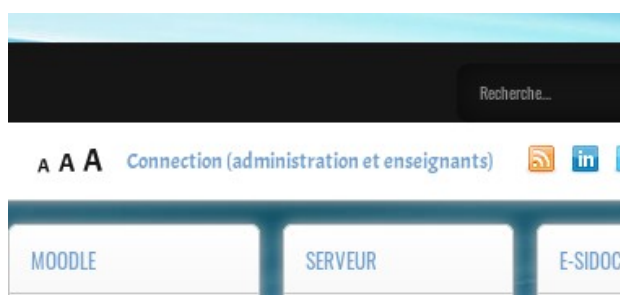 Recherche...
A A A Connection (administration et enseignants) in
MOODLE SERVEUR E-SIDOC